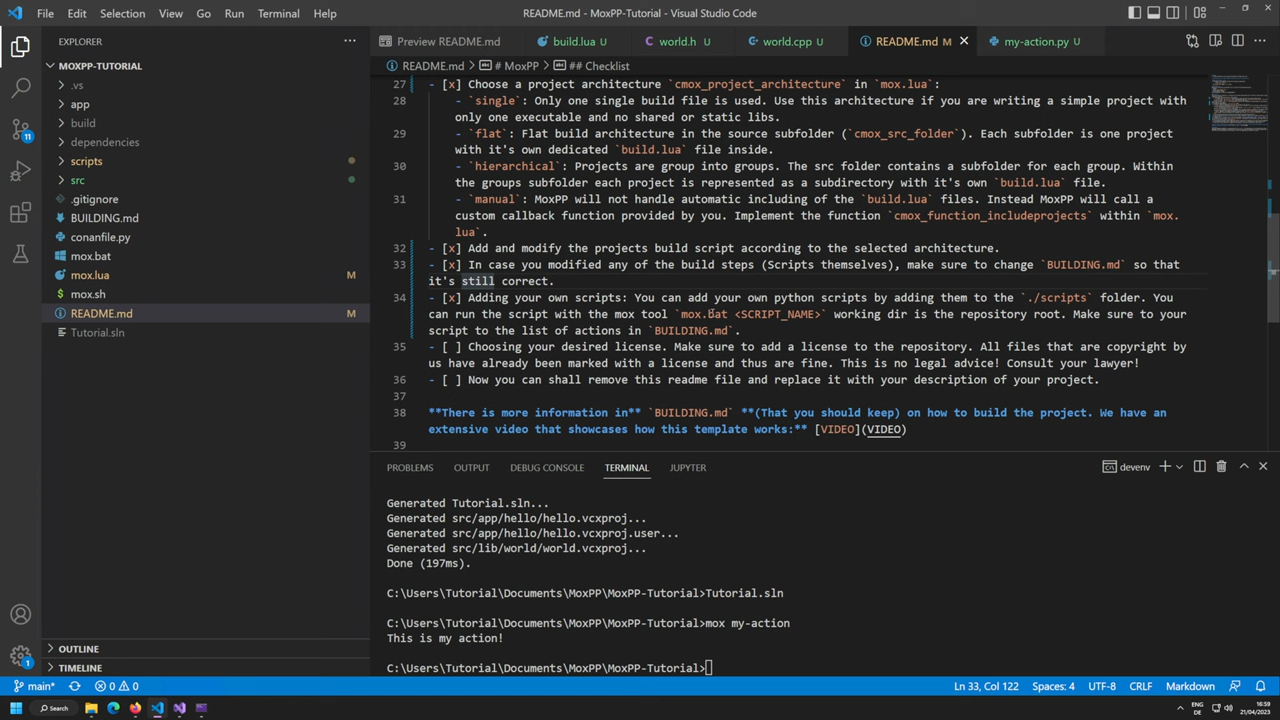 File Edit Selection View Go Run Terminal Help
README.md - MoxPP-Tutorial - Visual Studio Code
EXPLORER
MOXPP-TUTORIAL
.vs
app
build
dependencies
scripts
src
.gitignore
BUILDING.md
conanfile.py
mox.bat
mox.lua M
mox.sh
README.md M
Tutorial.sln
OUTLINE
TIMELINE
11
1
Preview README.md build.lua U world.h U world.cpp U README.md M my-action.py U
README.md > # MoxPP > ## Checklist
27 - [x] Choose a project architecture `cmox_project_architecture` in `mox.lua`:
28 - `single`: Only one single build file is used. Use this architecture if you are writing a simple project with
only one executable and no shared or static libs.
29 - `flat`: Flat build architecture in the source subfolder (`cmox_src_folder`). Each subfolder is one project
with it's own dedicated `build.lua` file inside.
30 - `hierarchical`: Projects are group into groups. The src folder contains a subfolder for each group. Within
the groups subfolder each project is represented as a subdirectory with it's own `build.lua` file.
31 - `manual`: MoxPP will not handle automatic including of the `build.lua` files. Instead MoxPP will call a
custom callback function provided by you. Implement the function `cmox_function_includeprojects` within `mox.
lua`.
32 - [x] Add and modify the projects build script according to the selected architecture.
33 - [x] In case you modified any of the build steps (Scripts themselves), make sure to change `BUILDING.md` so that
it's still correct.
34 - [x] Adding your own scripts: You can add your own python scripts by adding them to the `./scripts` folder. You
can run the script with the mox tool `mox.bat <SCRIPT_NAME>` working dir is the repository root. Make sure to your
script to the list of actions in `BUILDING.md`.
35 - [ ] Choosing your desired license. Make sure to add a license to the repository. All files that are copyright by
us have already been marked with a license and thus are fine. This is no legal advice! Consult your lawyer!
36 - [ ] Now you can shall remove this readme file and replace it with your description of your project.
37
38 **There is more information in** `BUILDING.md` **(That you should keep) on how to build the project. We have an
extensive video that showcases how this template works:** [VIDEO](VIDEO)
39
PROBLEMS OUTPUT DEBUG CONSOLE TERMINAL JUPYTER
devenv
Generated Tutorial.sln...
Generated src/app/hello/hello.vcxproj...
Generated src/app/hello/hello.vcxproj.user...
Generated src/lib/world/world.vcxproj...
Done (197ms).
C:\Users\Tutorial\Documents\MoxPP\MoxPP-Tutorial>Tutorial.sln
C:\Users\Tutorial\Documents\MoxPP\MoxPP-Tutorial>mox my-action
This is my action!
C:\Users\Tutorial\Documents\MoxPP\MoxPP-Tutorial>
main* 0 0 Ln 33, Col 122 Spaces: 4 UTF-8 CRLF Markdown
Search
ENG
DE
16:59
21/04/2023